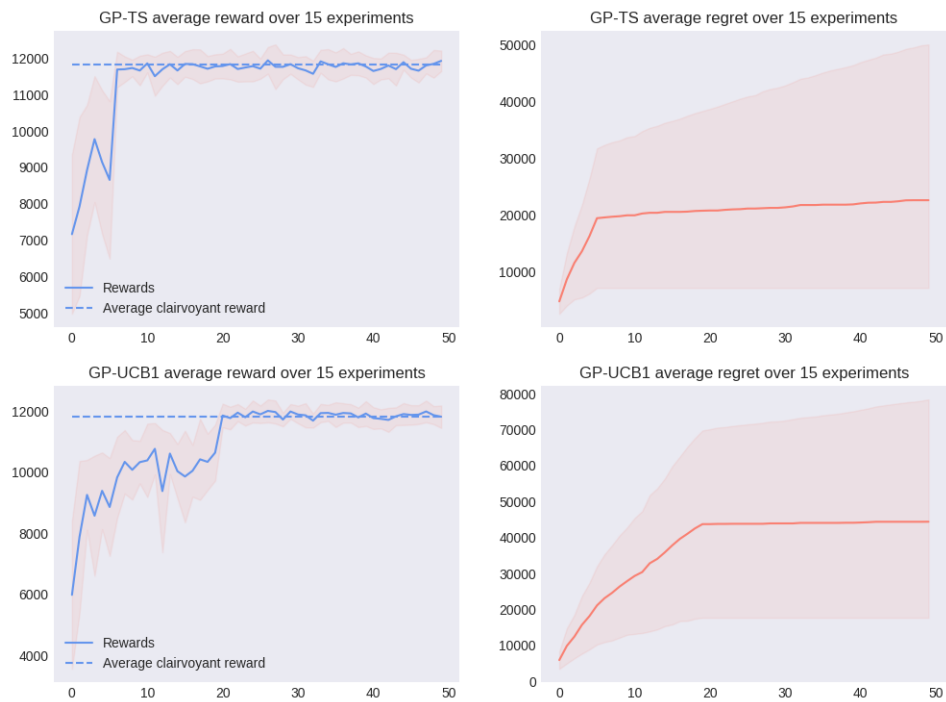 GP-TS average reward over 15 experiments
12000
11000
10000
9000
8000
7000
6000
5000
Rewards
Average clairvoyant reward
0 10 20 30 40 50
GP-TS average regret over 15 experiments
50000
40000
30000
20000
10000
0 10 20 30 40 50
GP-UCB1 average reward over 15 experiments
12000
10000
8000
6000
4000
Rewards
Average clairvoyant reward
0 10 20 30 40 50
GP-UCB1 average regret over 15 experiments
80000
70000
60000
50000
40000
30000
20000
10000
0
0 10 20 30 40 50